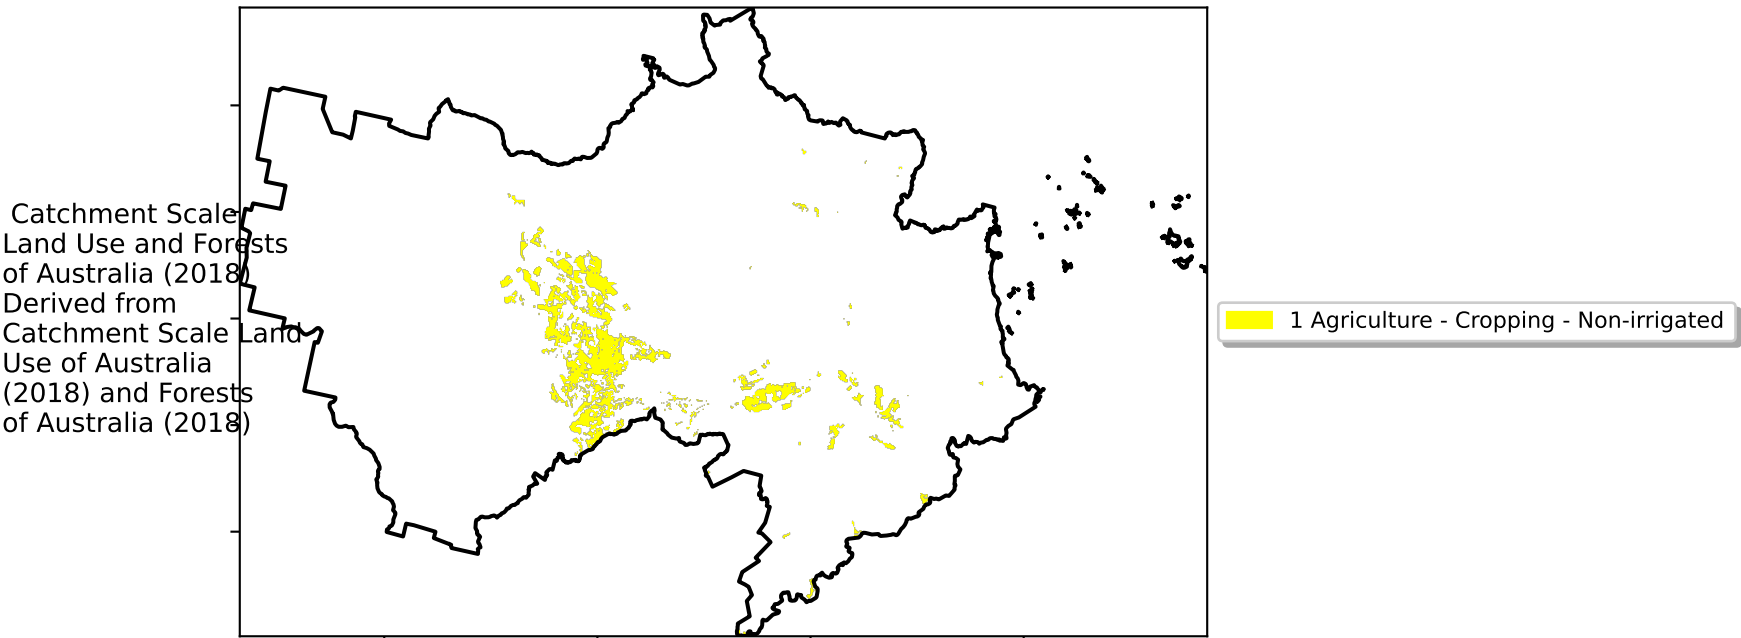 Catchment Scale
Land Use and Forests
of Australia (2018)
Derived from
Catchment Scale Land
Use of Australia
(2018) and Forests
of Australia (2018)
1 Agriculture - Cropping - Non-irrigated